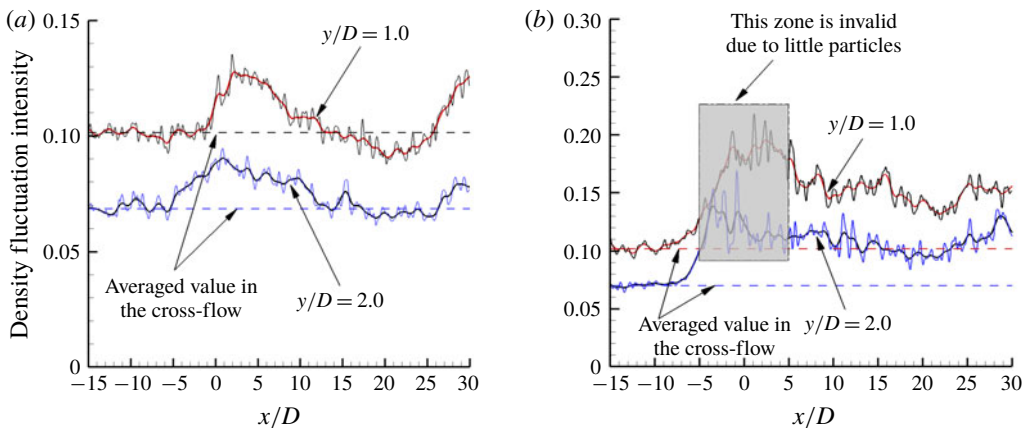 (a)
0.15
0.10
0.05
0
Density fluctuation intensity
y/D = 1.0
Averaged value in
the cross-flow
y/D = 2.0
−15 −10 −5 0 5 10 15 20 25 30
x/D
(b)
This zone is invalid
due to little particles
0.30
0.25
0.20
0.15
0.10
0.05
0
y/D = 1.0
Averaged value in
the cross-flow
y/D = 2.0
−15 −10 −5 0 5 10 15 20 25 30
x/D